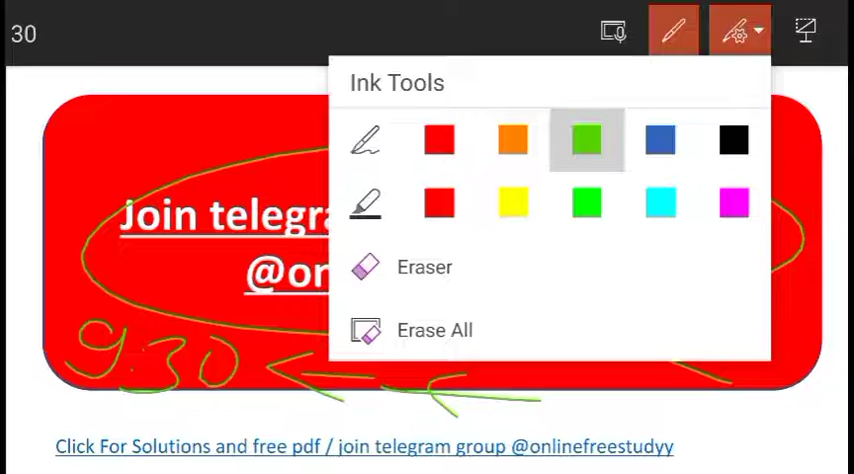 30
Ink Tools
Join telegra
@on
Eraser
Erase All
9.30
Click For Solutions and free pdf / join telegram group @onlinefreestudyy